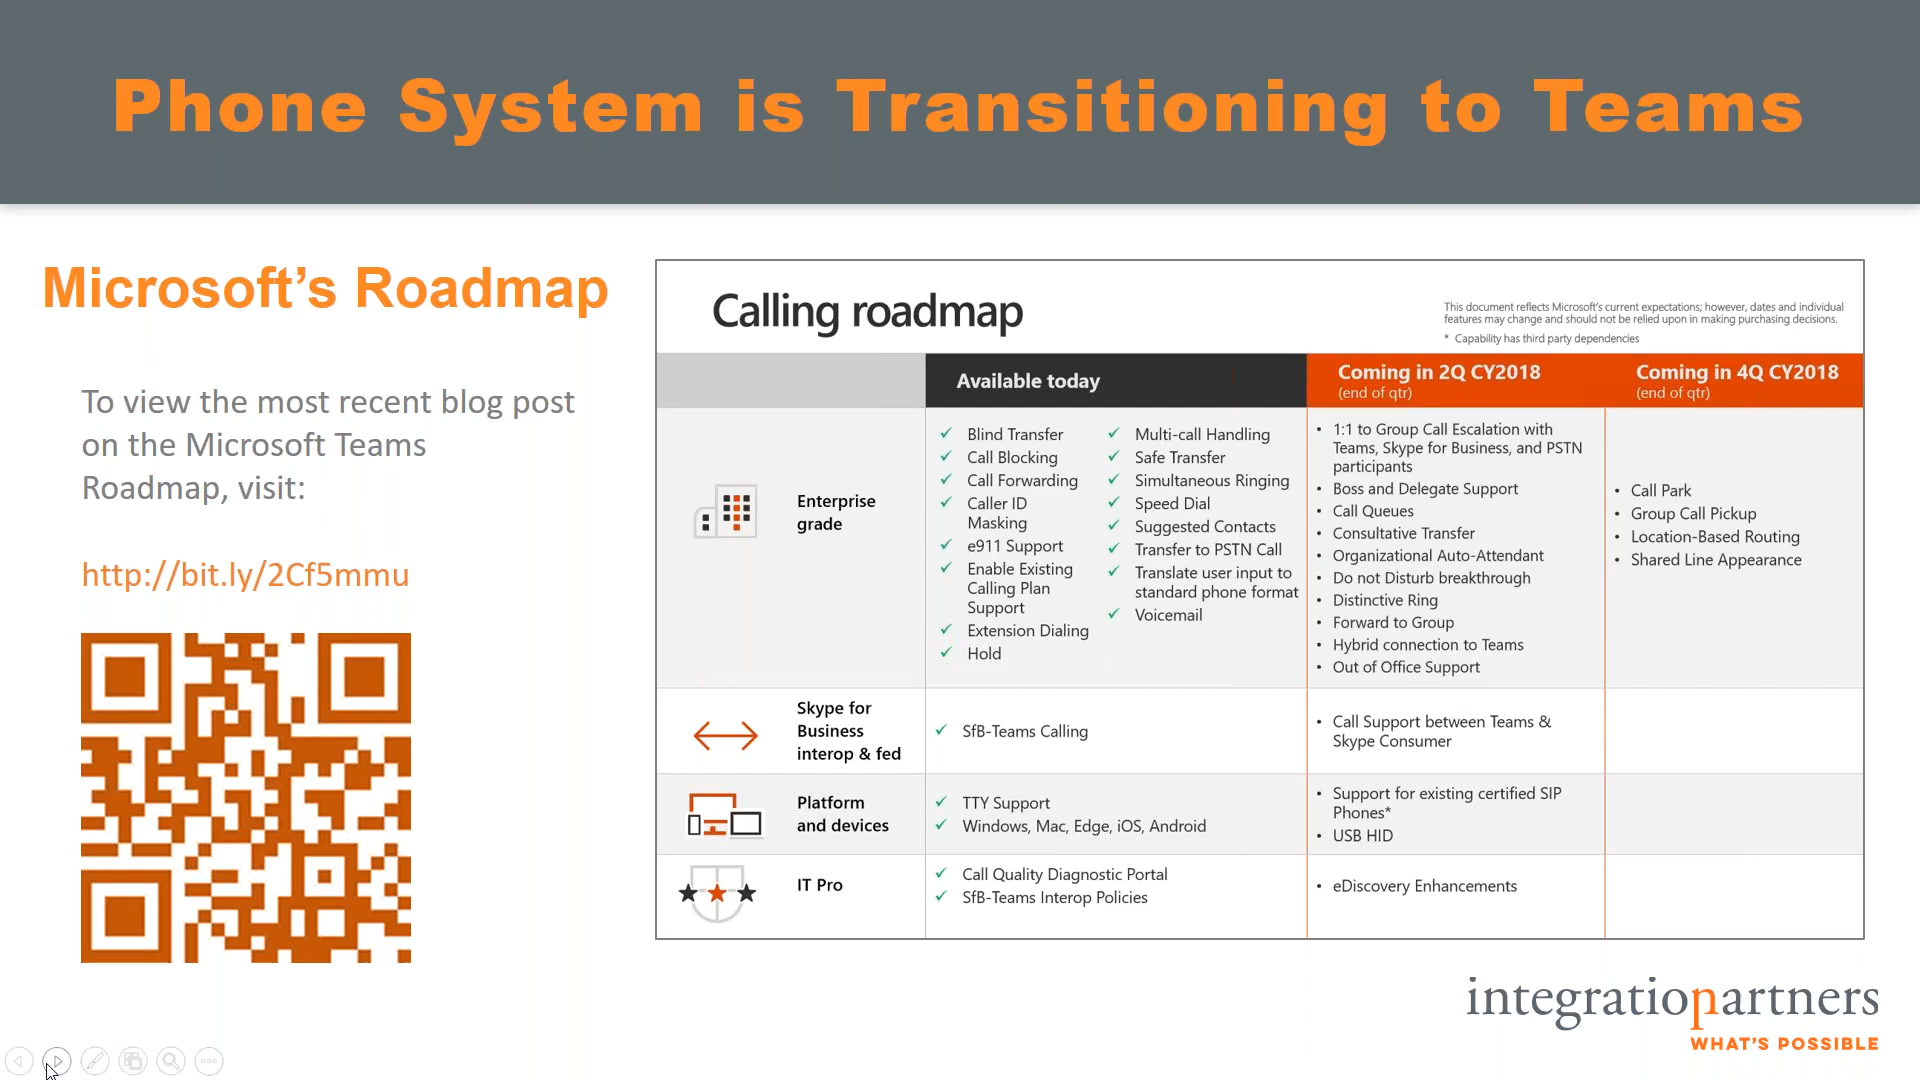 Phone System is Transitioning to Teams
Microsoft's Roadmap
To view the most recent blog post
on the Microsoft Teams
Roadmap, visit:
http://bit.ly/2Cf5mmu
Calling roadmap
This document reflects Microsoft's current expectations; however, dates and individual
features may change and should not be relied upon in making purchasing decisions.
* Capability has third party dependencies
Available today
Coming in 2Q CY2018
(end of qtr)
Coming in 4Q CY2018
(end of qtr)
Enterprise
grade
✓ Blind Transfer
✓ Call Blocking
✓ Call Forwarding
✓ Caller ID
Masking
✓ e911 Support
✓ Enable Existing
Calling Plan
Support
✓ Extension Dialing
✓ Hold
✓ Multi-call Handling
✓ Safe Transfer
✓ Simultaneous Ringing
✓ Speed Dial
✓ Suggested Contacts
✓ Transfer to PSTN Call
✓ Translate user input to
standard phone format
✓ Voicemail
• 1:1 to Group Call Escalation with
Teams, Skype for Business, and PSTN
participants
• Boss and Delegate Support
• Call Queues
• Consultative Transfer
• Organizational Auto-Attendant
• Do not Disturb breakthrough
• Distinctive Ring
• Forward to Group
• Hybrid connection to Teams
• Out of Office Support
• Call Park
• Group Call Pickup
• Location-Based Routing
• Shared Line Appearance
Skype for
Business
interop & fed
✓ SfB-Teams Calling
• Call Support between Teams &
Skype Consumer
Platform
and devices
✓ TTY Support
✓ Windows, Mac, Edge, iOS, Android
• Support for existing certified SIP
Phones*
• USB HID
IT Pro
✓ Call Quality Diagnostic Portal
✓ SfB-Teams Interop Policies
• eDiscovery Enhancements
integrationpartners
WHAT'S POSSIBLE